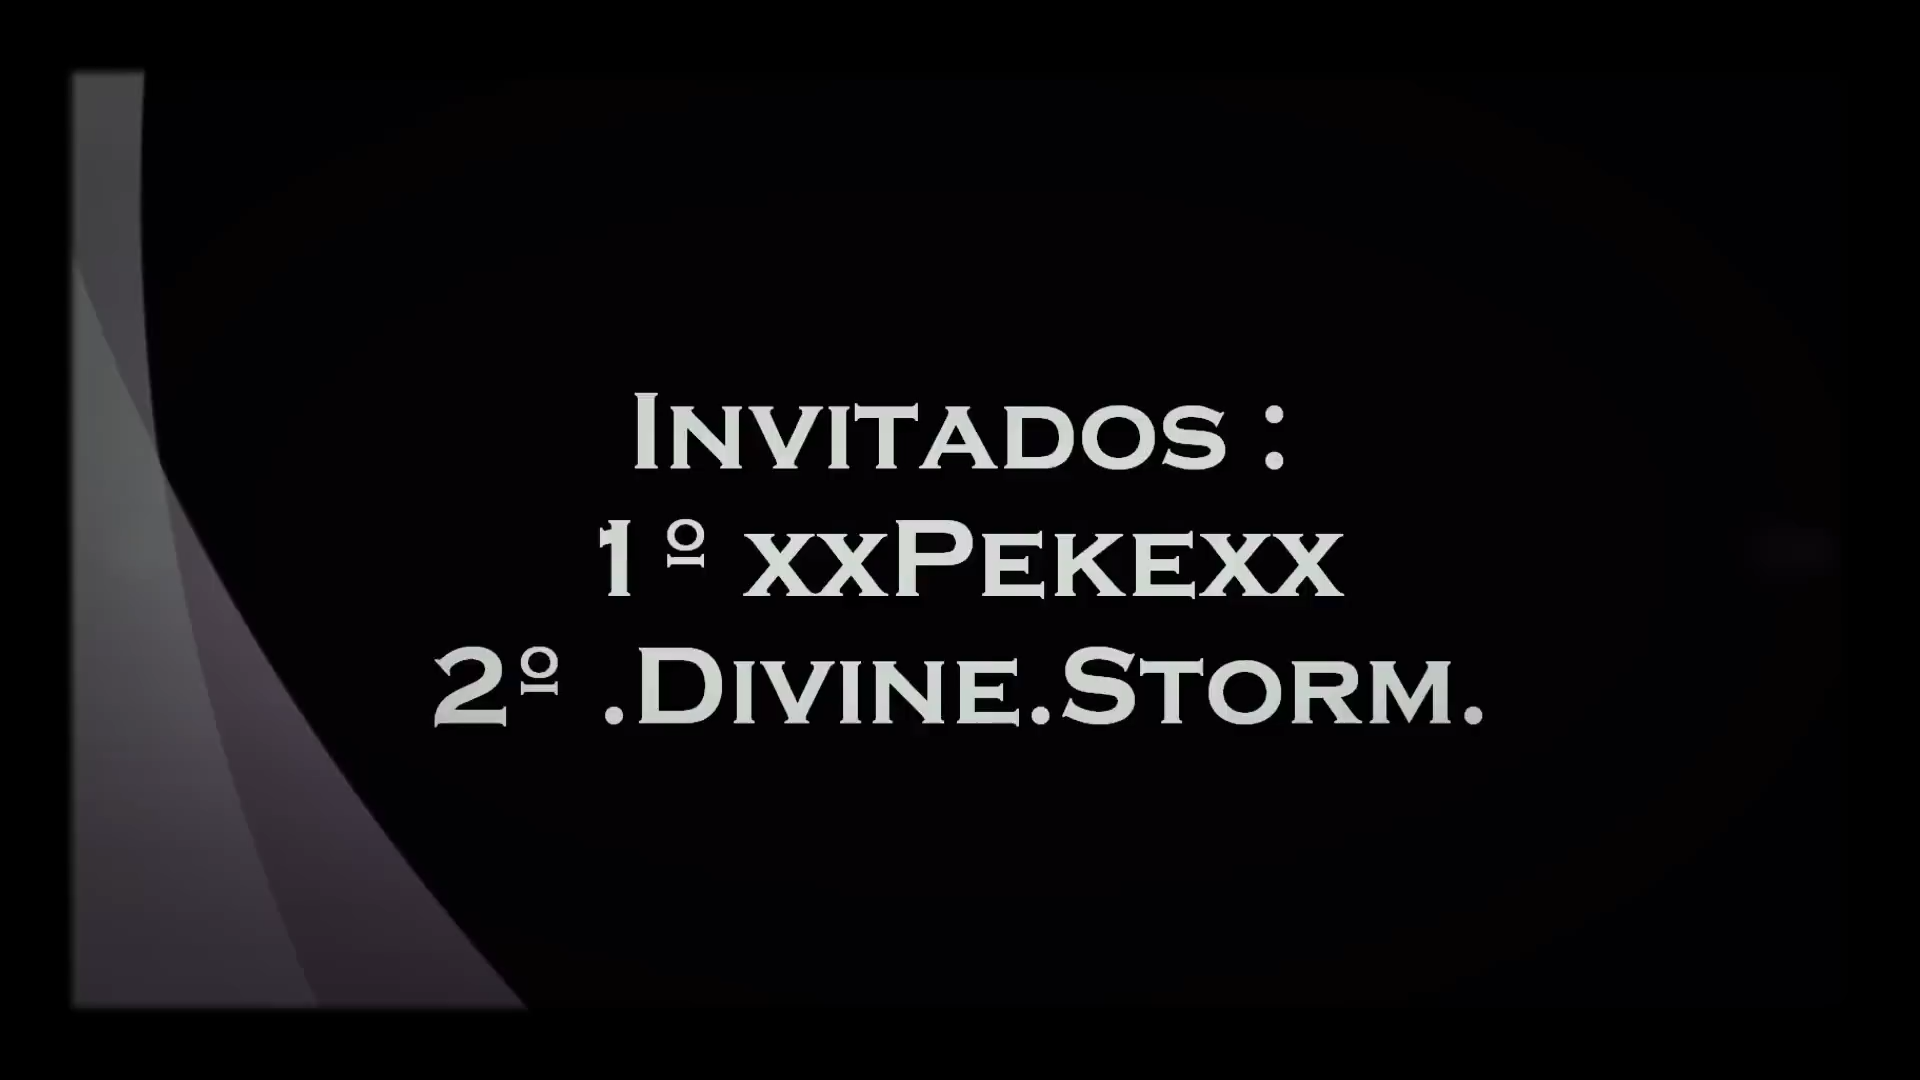 Invitados :
1º xxPekexx
2º .Divine.Storm.